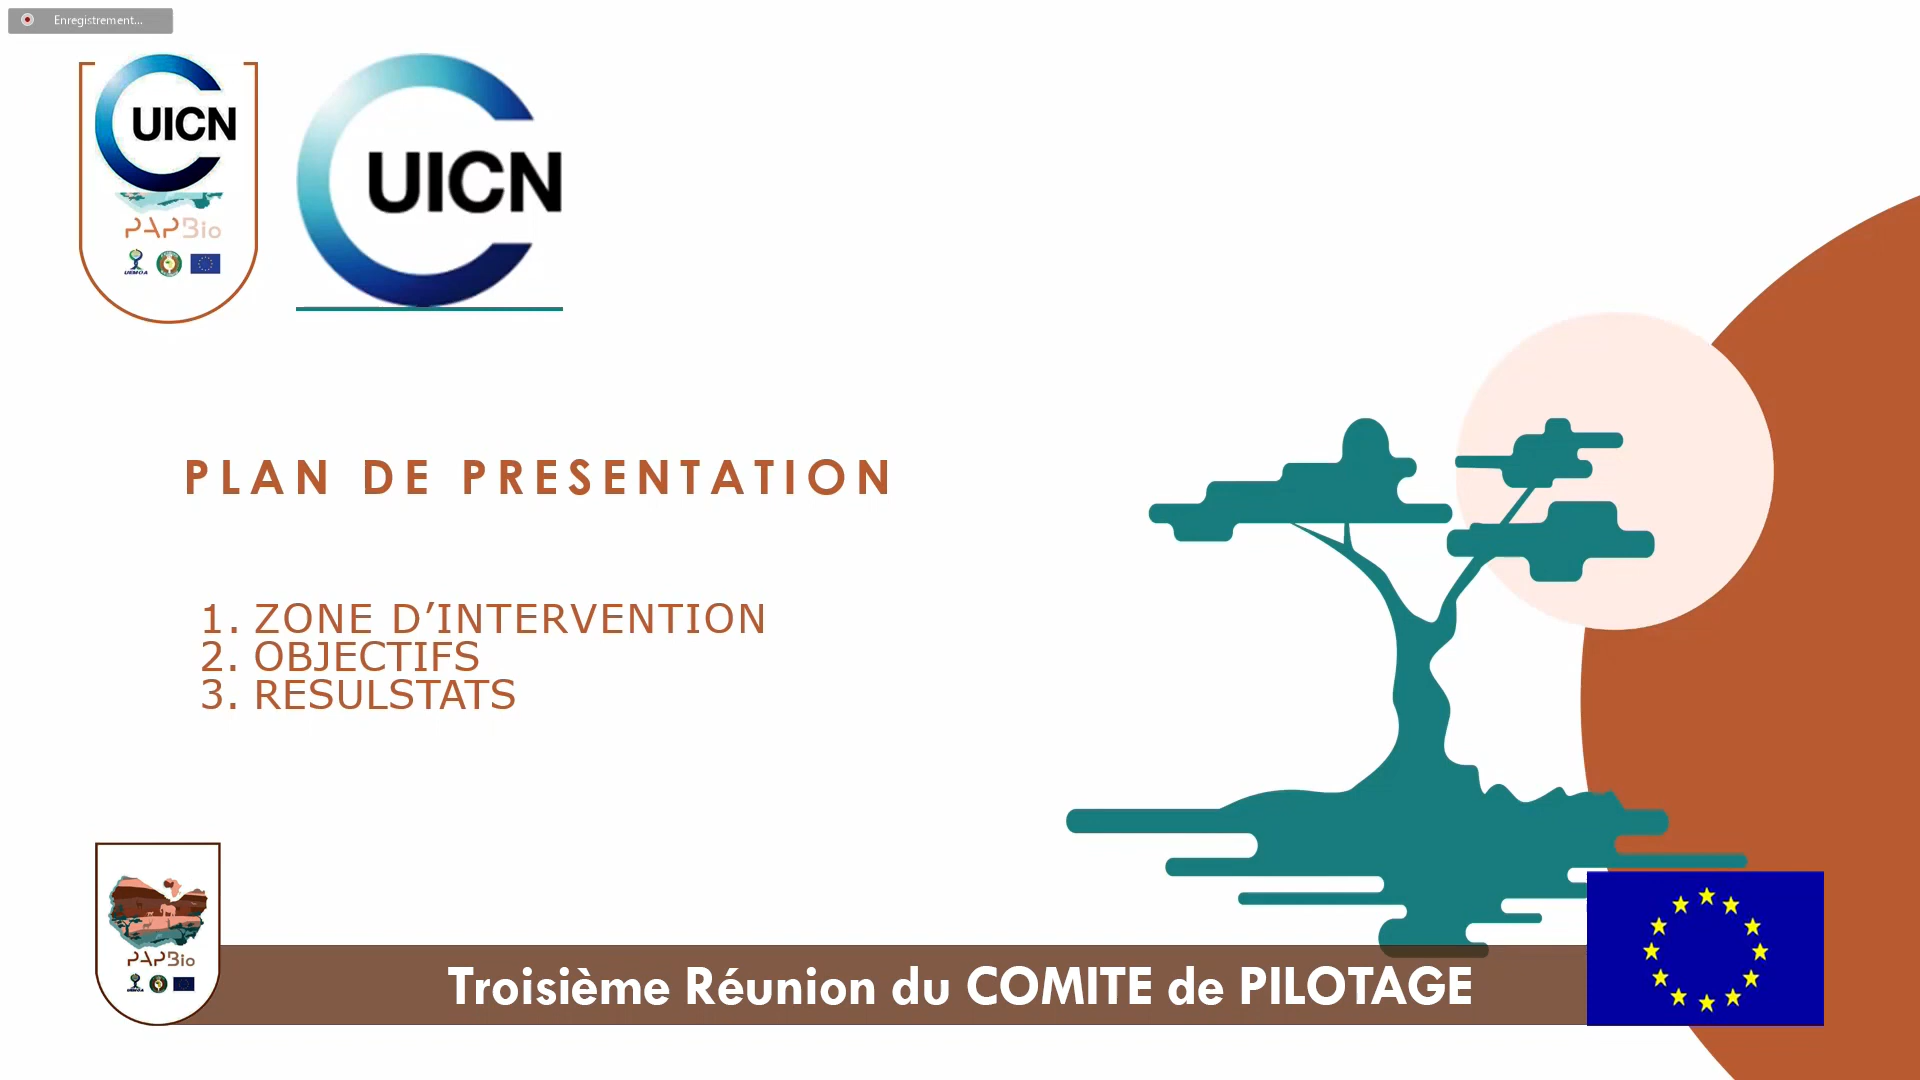 Enregistrement...
UICN
UICN
PAPBio
UEMOA
PLAN DE PRESENTATION
1. ZONE D’INTERVENTION
2. OBJECTIFS
3. RESULSTATS
PAPBio
Troisième Réunion du COMITE de PILOTAGE